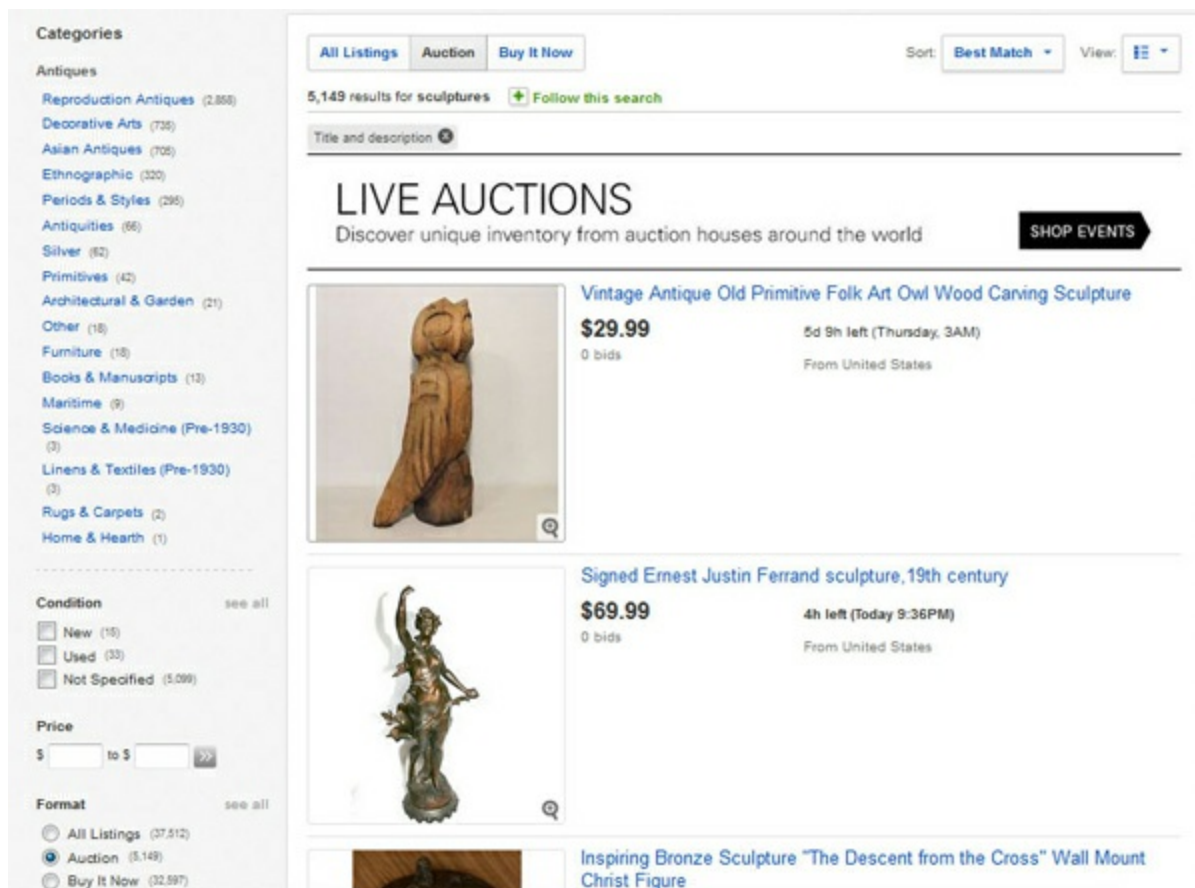 Categories
Antiques
Reproduction Antiques (2,858)
Decorative Arts (735)
Asian Antiques (705)
Ethnographic (320)
Periods & Styles (295)
Antiquities (66)
Silver (62)
Primitives (42)
Architectural & Garden (21)
Other (18)
Furniture (18)
Books & Manuscripts (13)
Maritime (9)
Science & Medicine (Pre-1930)
(3)
Linens & Textiles (Pre-1930)
(3)
Rugs & Carpets (2)
Home & Hearth (1)
Condition see all
New (15)
Used (33)
Not Specified (5,099)
Price
$ to $
Format see all
All Listings (37,512)
Auction (5,149)
Buy It Now (32,597)
All Listings Auction Buy It Now Sort: Best Match View:
5,149 results for sculptures Follow this search
Title and description
LIVE AUCTIONS
Discover unique inventory from auction houses around the world
SHOP EVENTS
Vintage Antique Old Primitive Folk Art Owl Wood Carving Sculpture
$29.99 5d 9h left (Thursday, 3AM)
0 bids
From United States
Signed Ernest Justin Ferrand sculpture,19th century
$69.99 4h left (Today 9:36PM)
0 bids
From United States
Inspiring Bronze Sculpture "The Descent from the Cross" Wall Mount
Christ Figure